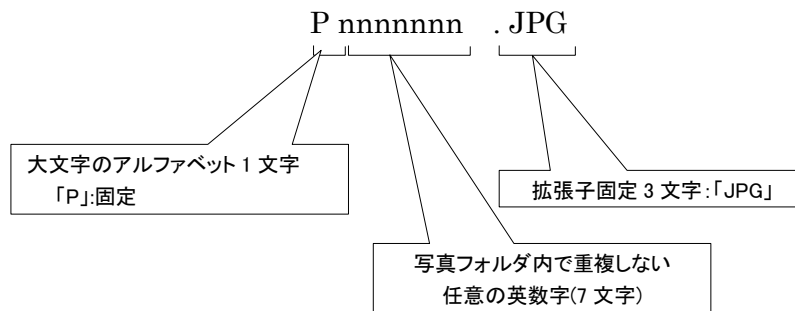 P nnnnnnn . JPG
大文字のアルファベット 1 文字
「P」:固定
拡張子固定 3 文字:「JPG」
写真フォルダ内で重複しない
任意の英数字(7 文字)